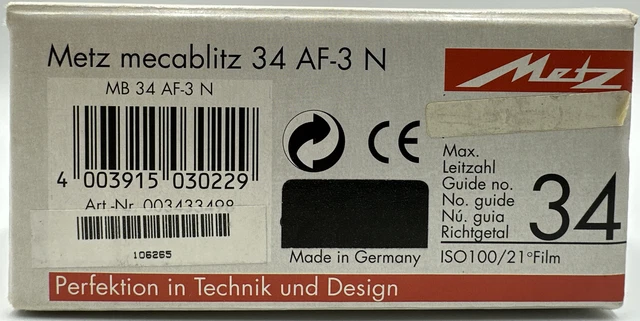 Metz mecablitz 34 AF-3 N
Metz
MB 34 AF-3 N
4 003915 030229
Art.-Nr.
106265
CE
Made in Germany
Max.
Leitzahl
Guide no.
No. guide
Nú. guia
Richtgetal
34
ISO100/21°Film
Perfektion in Technik und Design